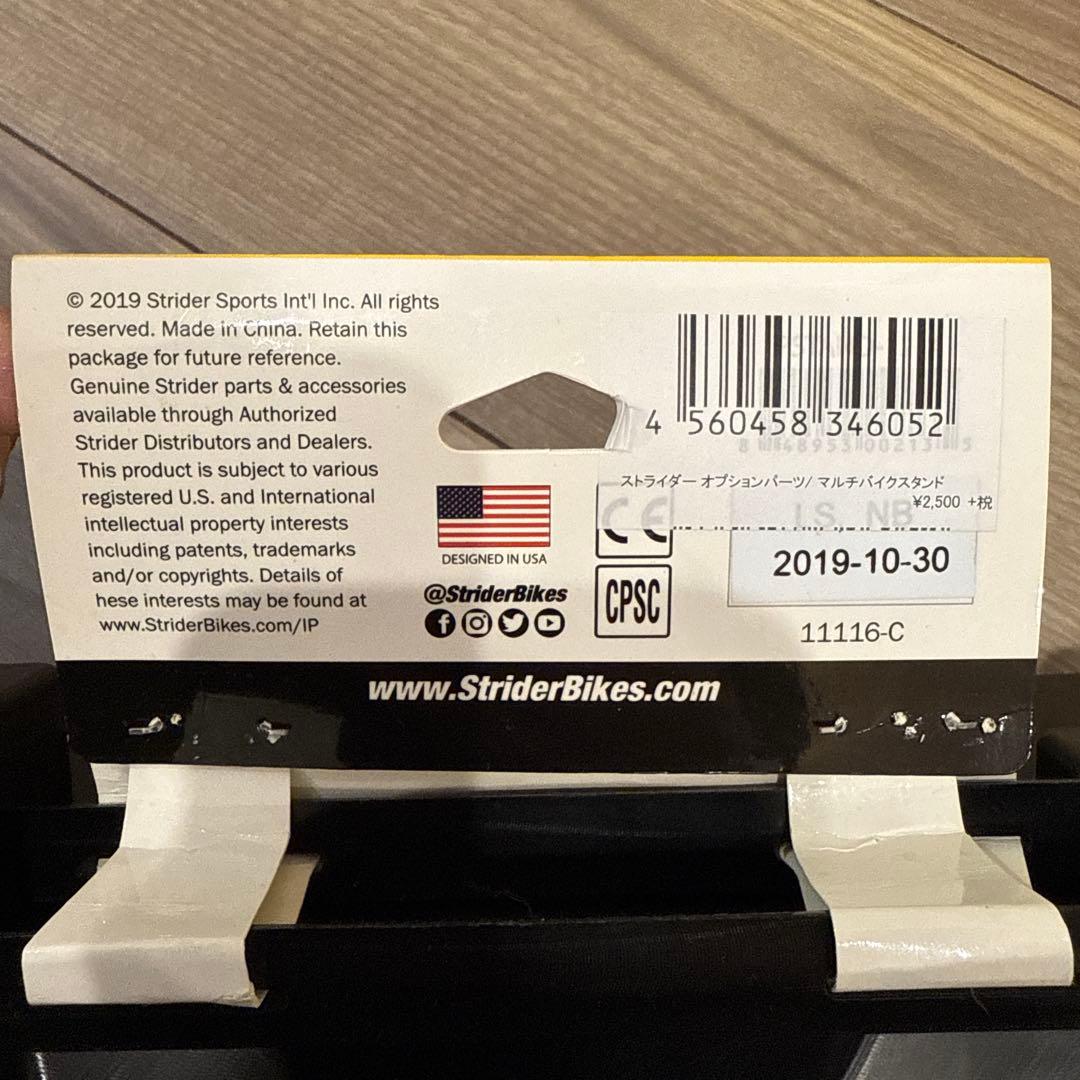 © 2019 Strider Sports Int'l Inc. All rights
reserved. Made in China. Retain this
package for future reference.
Genuine Strider parts & accessories
available through Authorized
Strider Distributors and Dealers.
This product is subject to various
registered U.S. and International
intellectual property interests
including patents, trademarks
and/or copyrights. Details of
hese interests may be found at
www.StriderBikes.com/IP
DESIGNED IN USA
@StriderBikes
4 560458 346052
ストライダー オプションパーツ/ マルチバイクスタンド
¥2,500 +税
CE
I.S. NB
2019-10-30
CPSC
11116-C
www.StriderBikes.com